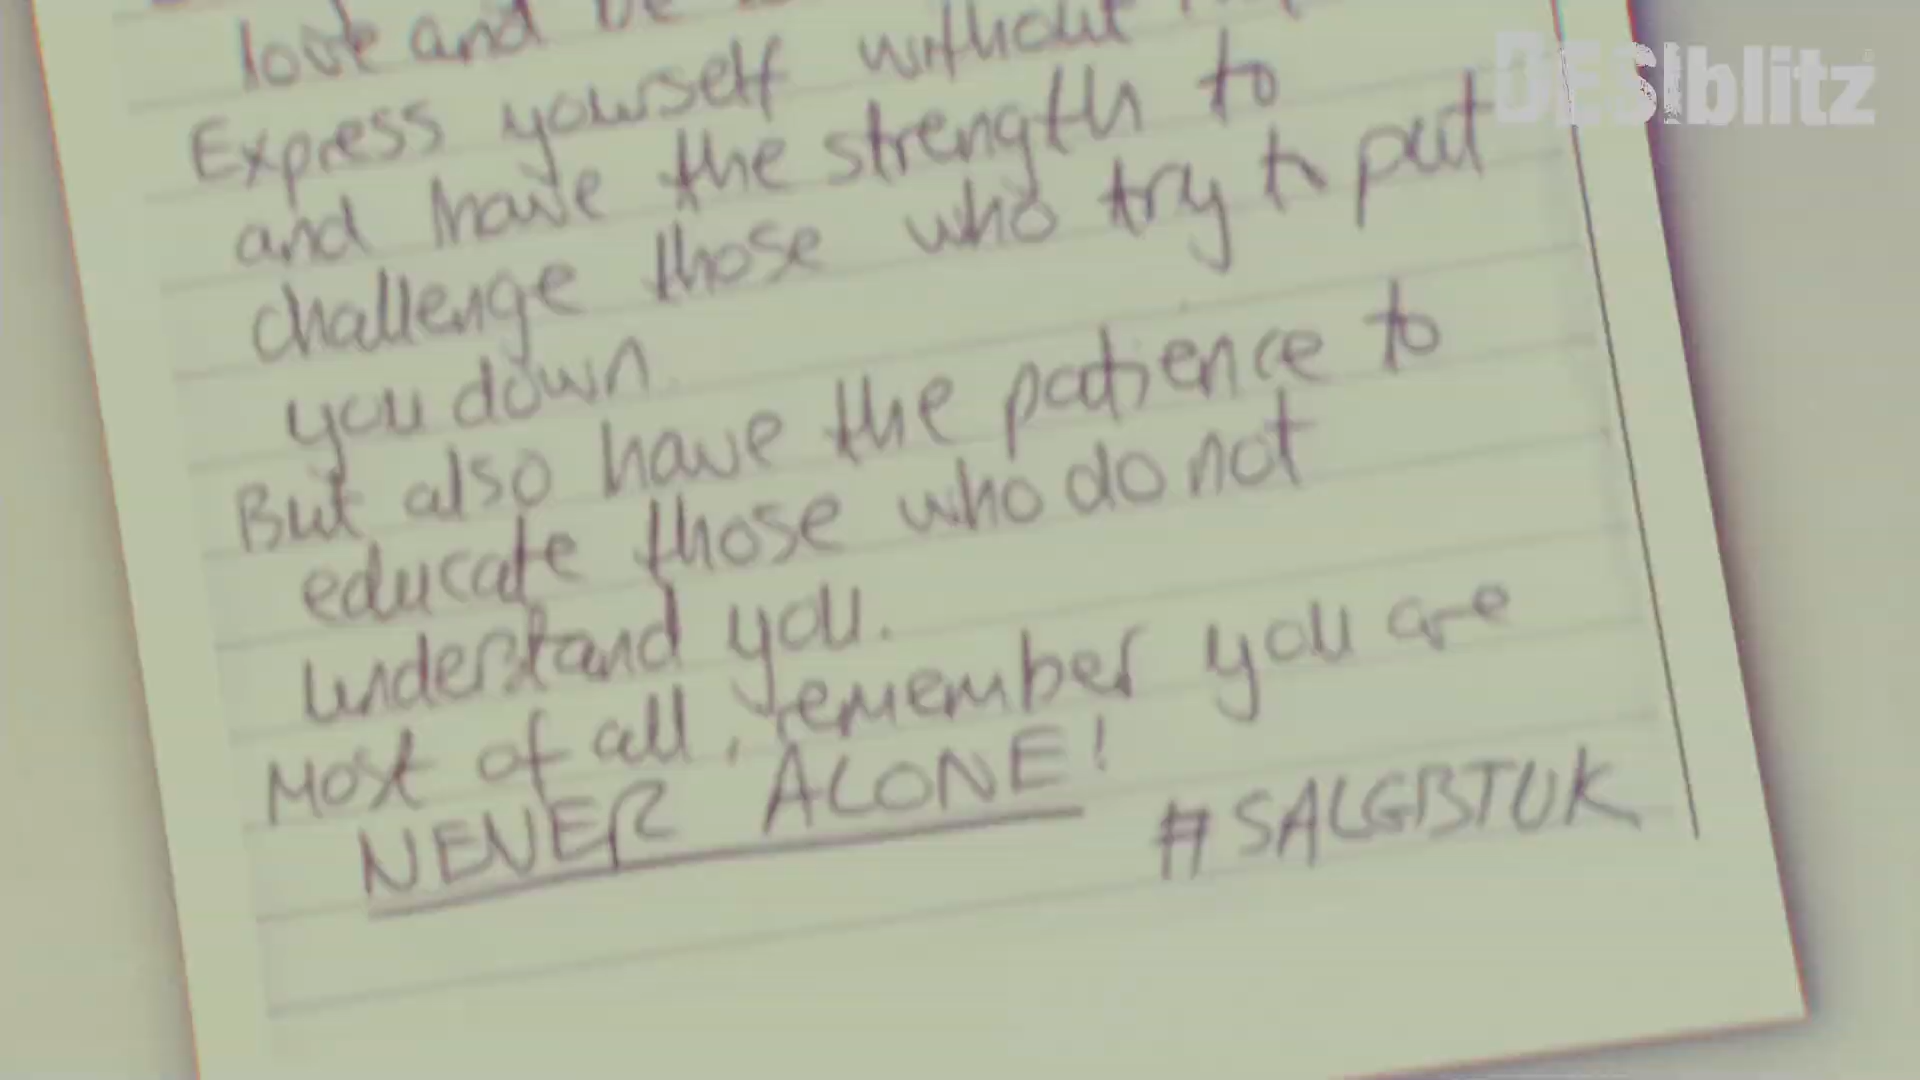 love and be
DESIblitz
Express yourself without
and have the strength to
challenge those who try to put
you down.
But also have the patience to
educate those who do not
understand you.
Most of all, remember you are
NEVER ALONE!
#SALGBTUK